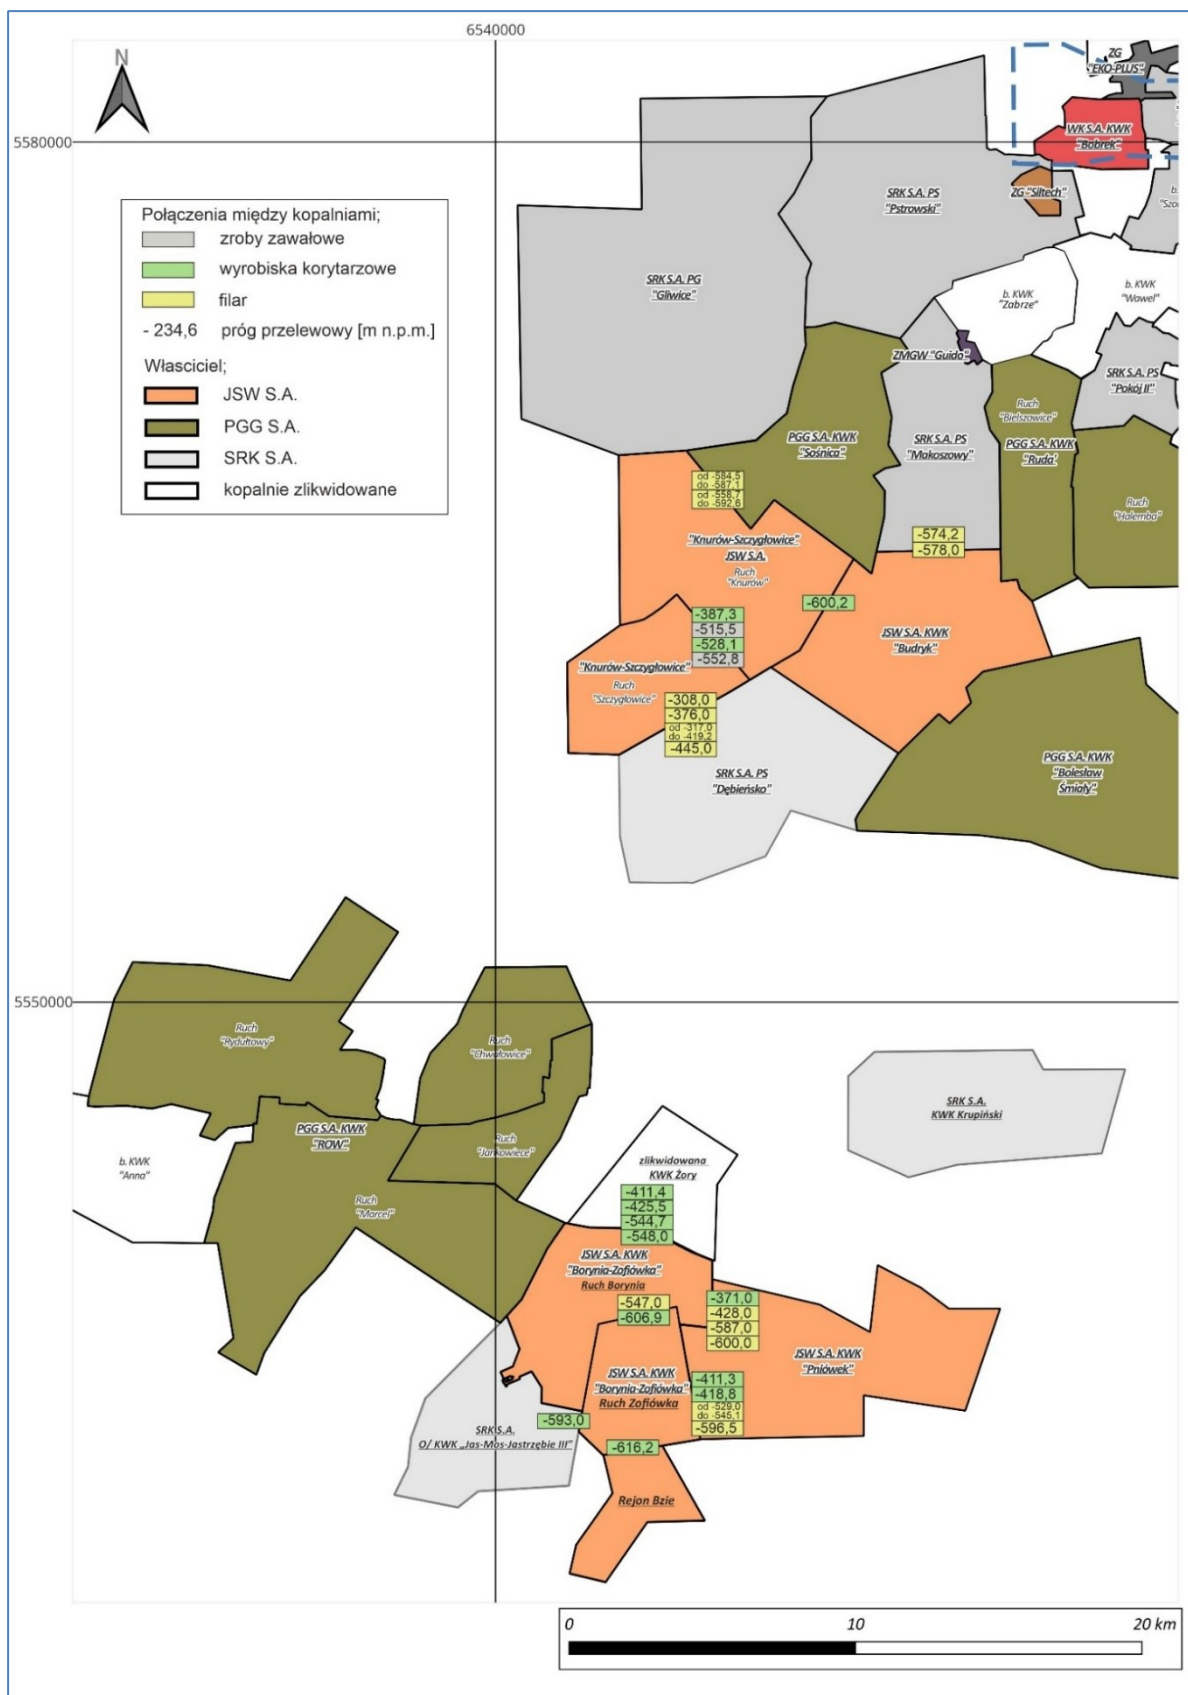 6540000
N
ZG
"EKO-PLUS"
WK S.A. KWK
"Bobrek"
5580000
ZG "Siltech"
SRK S.A. PS
"Pstrowski"
b.
Połączenia między kopalniami;
zroby zawałowe
wyrobiska korytarzowe
filar
- 234,6 próg przelewowy [m n.p.m.]
Własciciel;
JSW S.A.
PGG S.A.
SRK S.A.
kopalnie zlikwidowane
SRK S.A. PG
"Gliwice"
b. KWK
"Zabrze"
b. KWK
"Wawel"
ZMGW "Guido"
SRK S.A. PS
"Pokój II"
Ruch
"Bielszowice"
PGG S.A. KWK
"Ruda'
PGG S.A. KWK
"Sośnica"
SRK S.A. PS
"Makoszowy"
Ruch
"Halemba"
od -584,5
do -587,1
od -558,7
do -592,6
-574,2
-578,0
"Knurów-Szczygłowice"
JSW S.A.
Ruch
"Knurów"
-600,2
-387,3
-515,5
-528,1
-552,8
JSW S.A. KWK
"Budryk"
"Knurów-Szczygłowice"
Ruch
"Szczygłowice"
-308,0
-376,0
od -317,0
do -419,2
-445,0
SRK S.A. PS
"Dębieńsko"
PGG S.A. KWK
"Bolesław
Śmiały"
5550000
Ruch
"Rydułtowy"
Ruch
"Chwałowice"
SRK S.A.
KWK Krupiński
PGG S.A. KWK
"ROW"
Ruch
"Jankowice"
b. KWK
"Anna"
zlikwidowana
KWK Żory
Ruch
"Marcel"
-411,4
-425,5
-544,7
-548,0
JSW S.A. KWK
"Borynia-Zofiówka"
Ruch Borynia
-547,0
-606,9
-371,0
-428,0
-587,0
-600,0
JSW S.A. KWK
"Pniówek"
JSW S.A. KWK
"Borynia-Zofiówka"
Ruch Zofiówka
-411,3
-418,8
od -529,0
do -545,1
-596,5
-593,0
SRK S.A.
O/ KWK „Jas-Mos-Jastrzębie III"
-616,2
Rejon Bzie
0 10 20 km